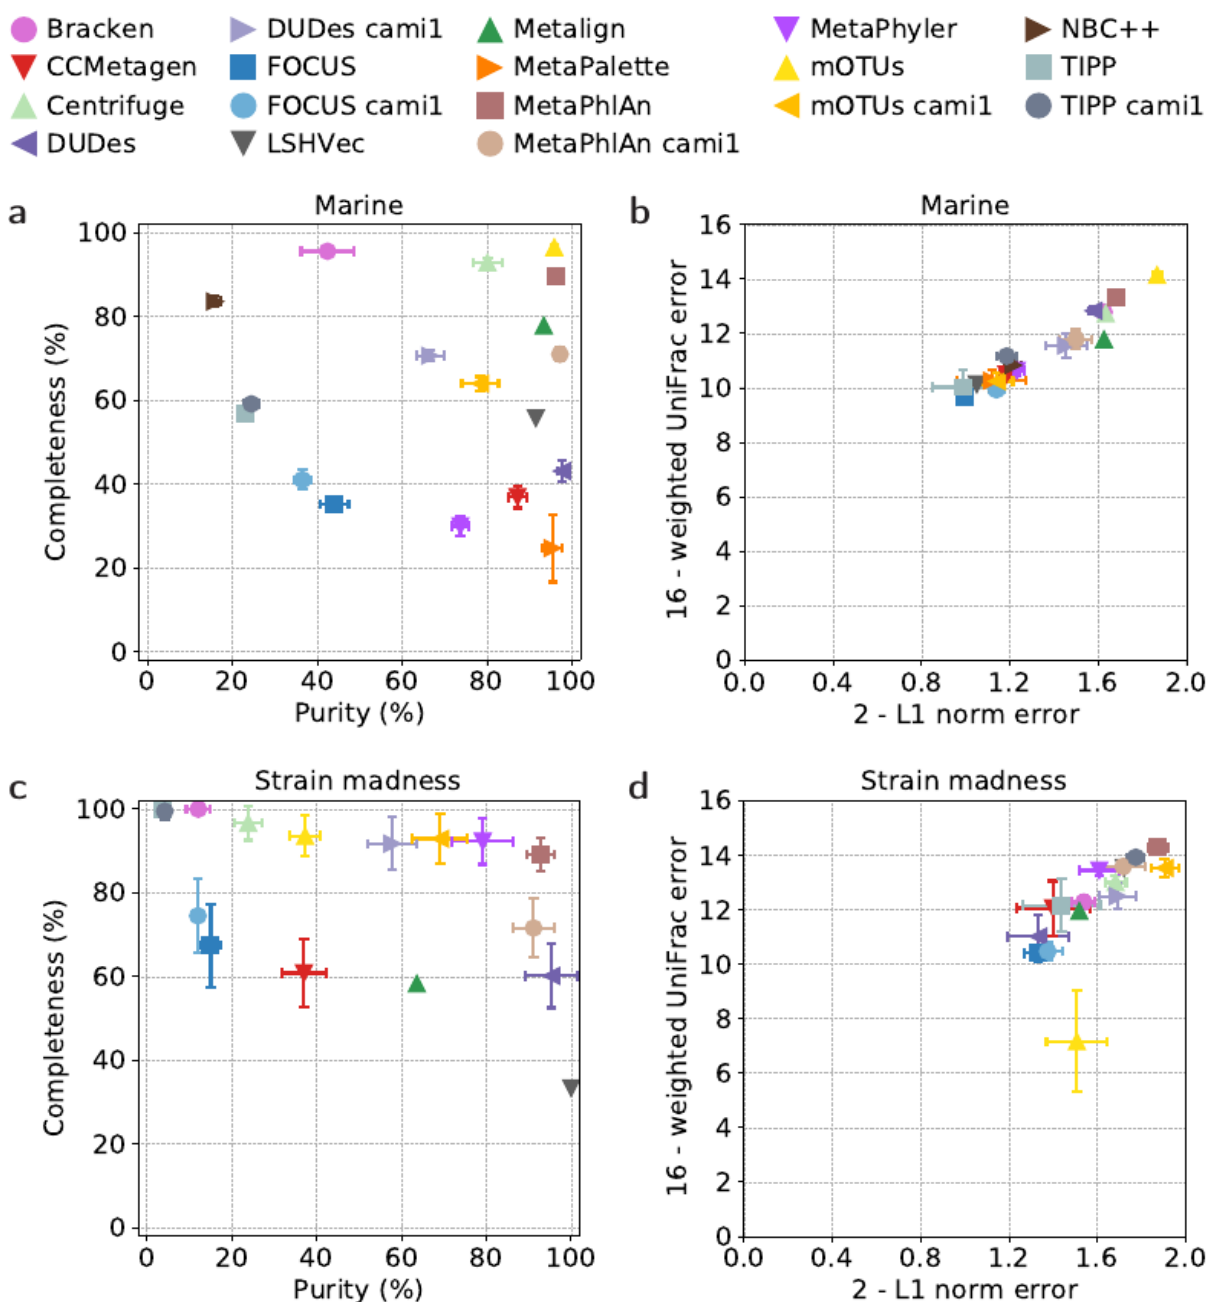 Bracken DUDes cami1 Metalign MetaPhyler NBC++
CCMetagen FOCUS MetaPalette mOTUs TIPP
Centrifuge FOCUS cami1 MetaPhlAn mOTUs cami1 TIPP cami1
DUDes LSHVec MetaPhlAn cami1
a Marine
100
80
60
40
20
0
Completeness (%)
0 20 40 60 80 100
Purity (%)
b Marine
16
14
12
10
8
6
4
2
0
16 - weighted UniFrac error
0.0 0.4 0.8 1.2 1.6 2.0
2 - L1 norm error
c Strain madness
100
80
60
40
20
0
Completeness (%)
0 20 40 60 80 100
Purity (%)
d Strain madness
16
14
12
10
8
6
4
2
0
16 - weighted UniFrac error
0.0 0.4 0.8 1.2 1.6 2.0
2 - L1 norm error